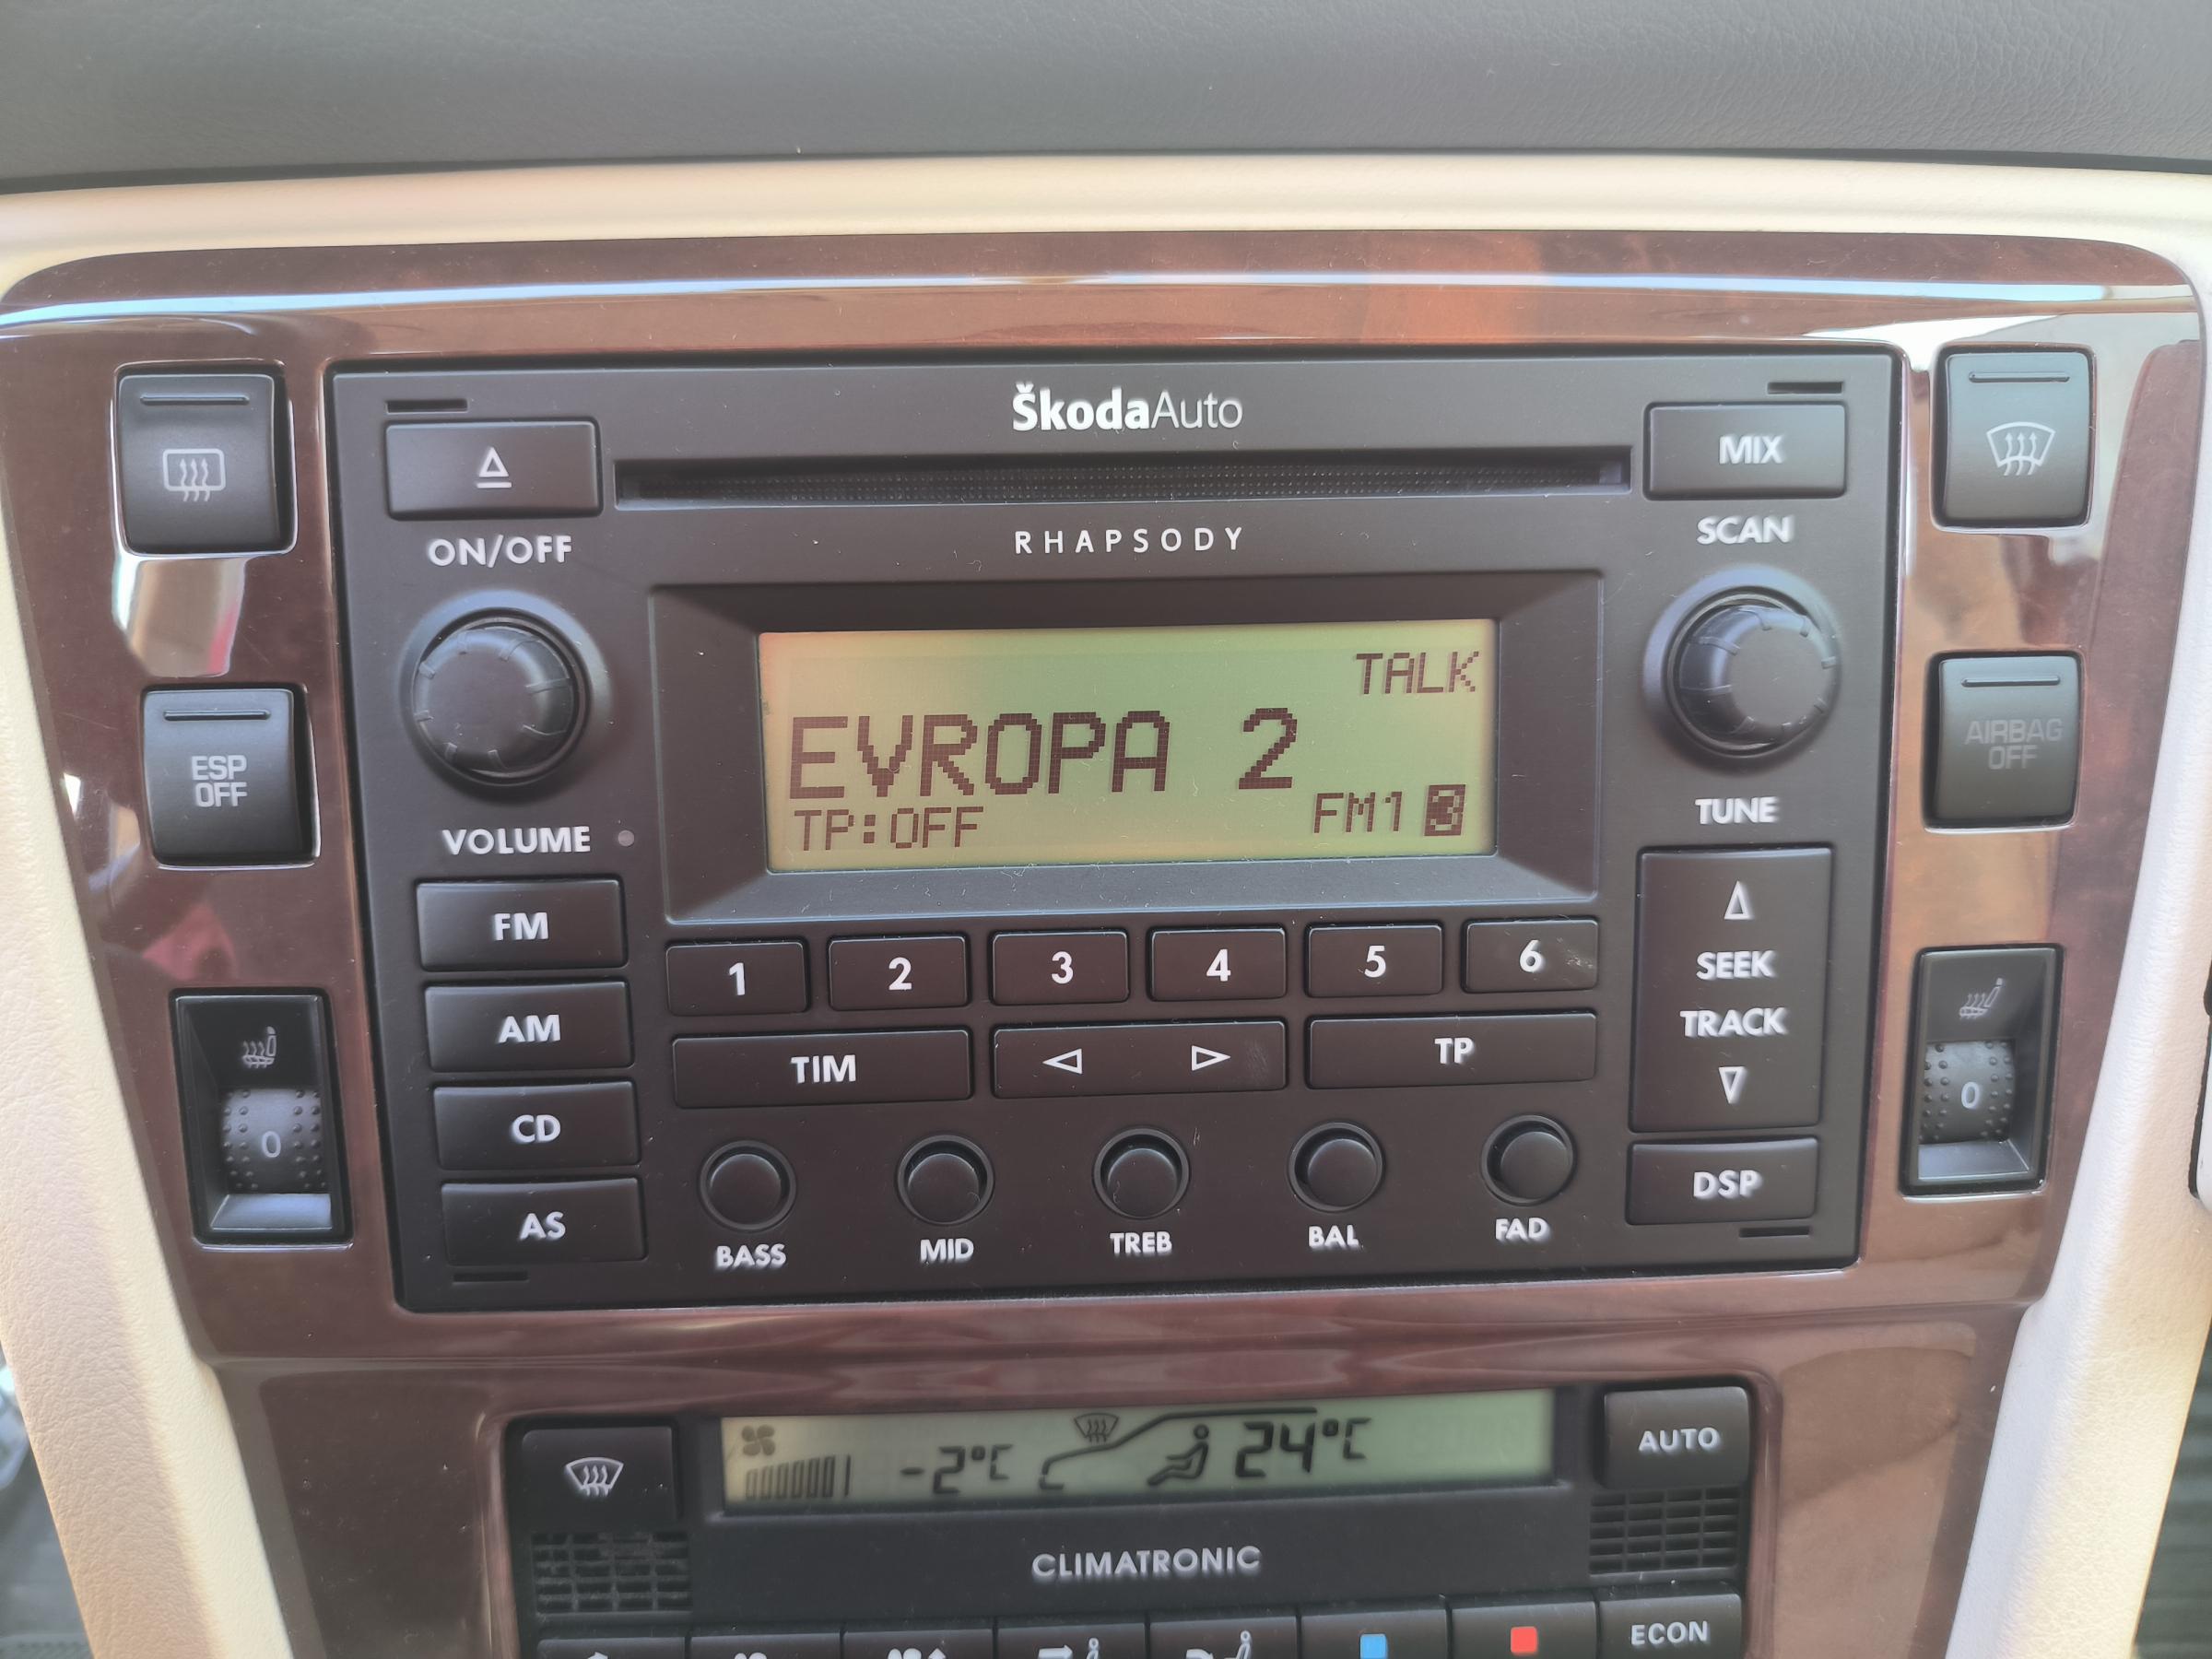 ŠkodaAuto
MIX
ON/OFF
RHAPSODY
SCAN
TALK
EVROPA 2
TP:OFF
FM1 3
ESP
OFF
AIRBAG
OFF
VOLUME
TUNE
FM
1 2 3 4 5 6
SEEK
AM
TIM
TP
TRACK
0
0
CD
DSP
AS
BASS
MID
TREB
BAL
FAD
-2°C
24°C
AUTO
CLIMATRONIC
ECON